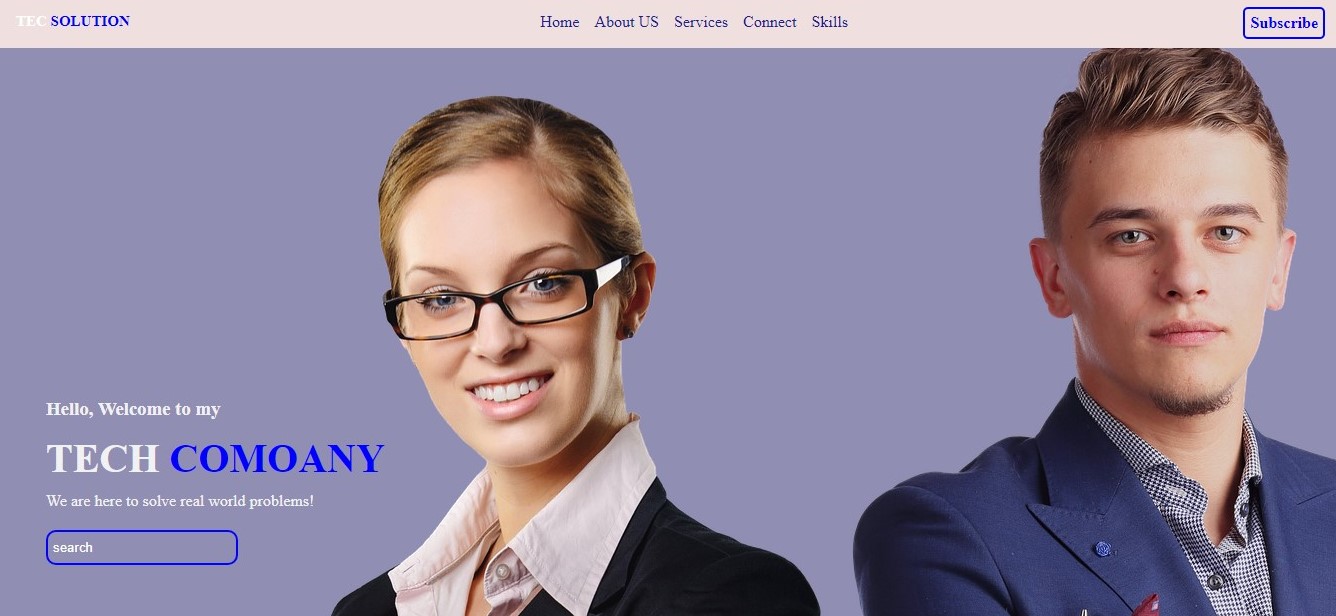 TEC SOLUTION
Home About US Services Connect Skills
Subscribe
Hello, Welcome to my
TECH COMOANY
We are here to solve real world problems!
search